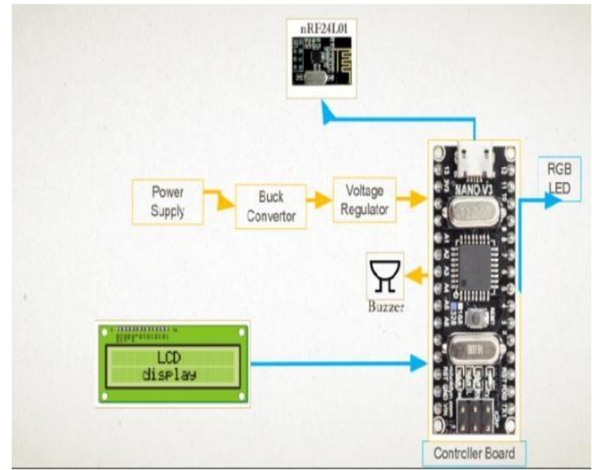 nRF24L01
RGB
LED
NANO V3
Power
Supply
Buck
Convertor
Voltage
Regulator
Buzzer
LCD
display
Controller Board